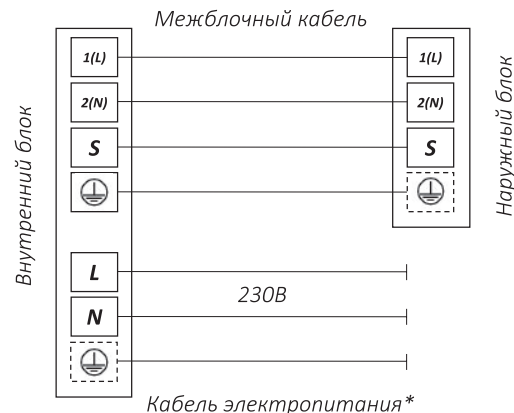 Межблочный кабель
Внутренний блок
1(L)
2(N)
S
L
N
1(L)
2(N)
S
Наружный блок
230В
Кабель электропитания*